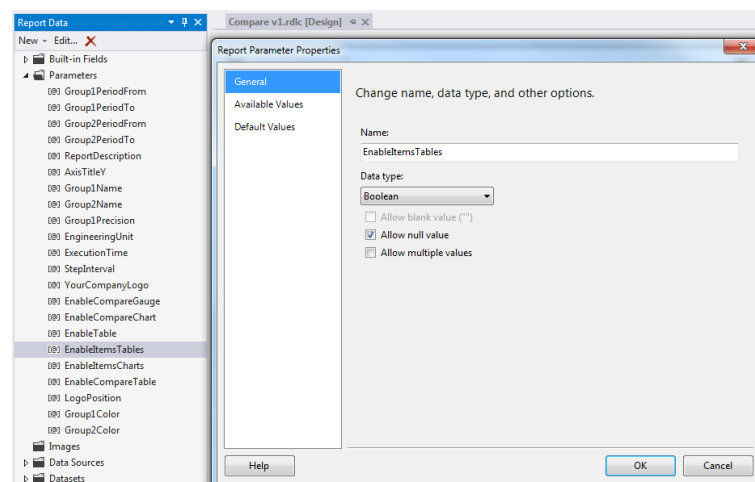 Report Data
New Edit...
Built-in Fields
Parameters
[@] Group1PeriodFrom
[@] Group1PeriodTo
[@] Group2PeriodFrom
[@] Group2PeriodTo
[@] ReportDescription
[@] AxisTitleY
[@] Group1Name
[@] Group2Name
[@] Group1Precision
[@] EngineeringUnit
[@] ExecutionTime
[@] StepInterval
[@] YourCompanyLogo
[@] EnableCompareGauge
[@] EnableCompareChart
[@] EnableTable
[@] EnableItemsTables
[@] EnableItemsCharts
[@] EnableCompareTable
[@] LogoPosition
[@] Group1Color
[@] Group2Color
Images
Data Sources
Datasets
Compare v1.rdlc [Design]
Report Parameter Properties
General
Available Values
Default Values
Change name, data type, and other options.
Name:
EnableItemsTables
Data type:
Boolean
Allow blank value ("")
Allow null value
Allow multiple values
Help
OK
Cancel